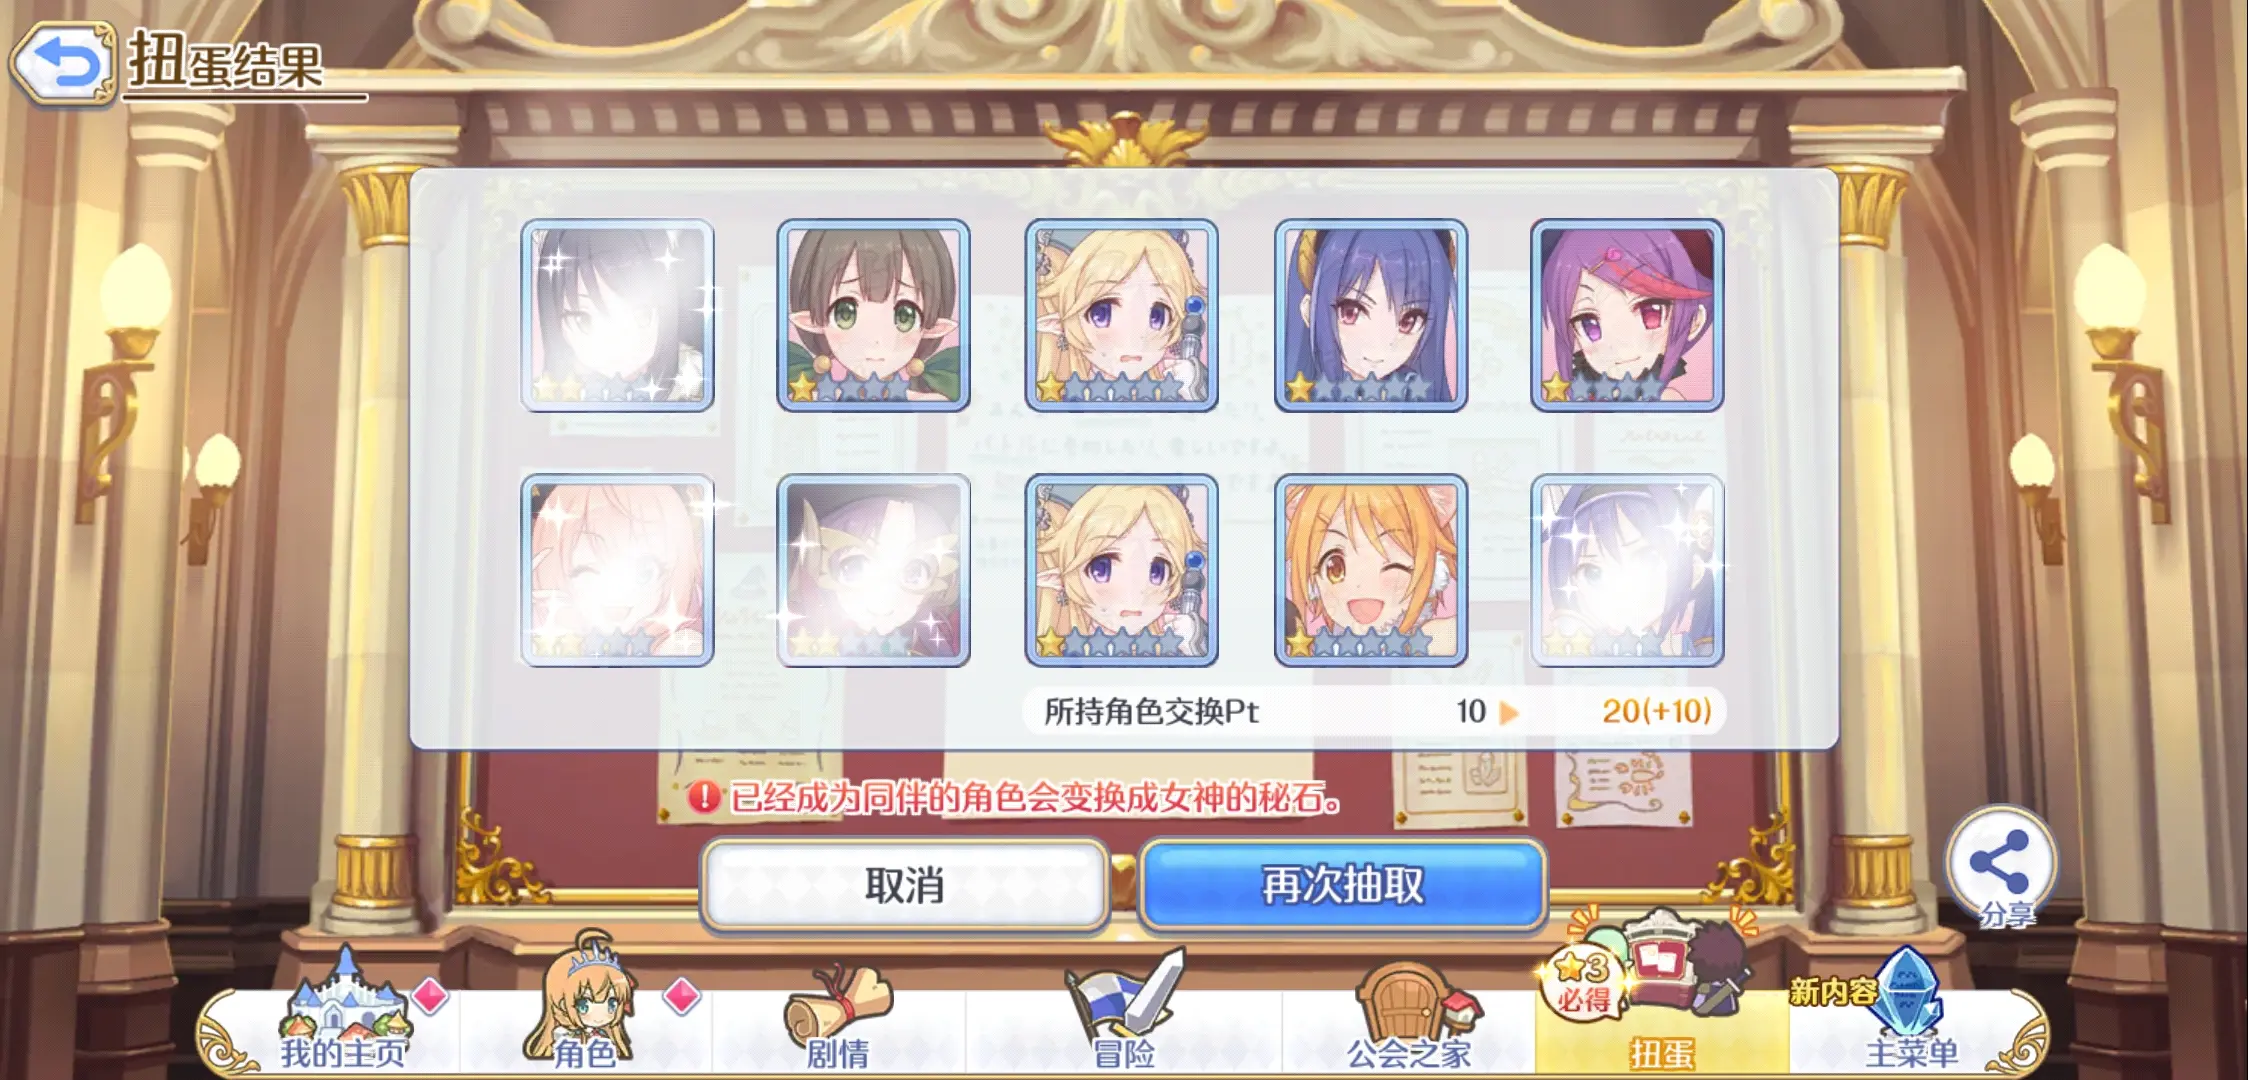 扭蛋结果
所持角色交换Pt 10 20(+10)
已经成为同伴的角色会变换成女神的秘石。
取消
再次抽取
分享
3
必得
新内容
我的主页
角色
剧情
冒险
公会之家
扭蛋
主菜单